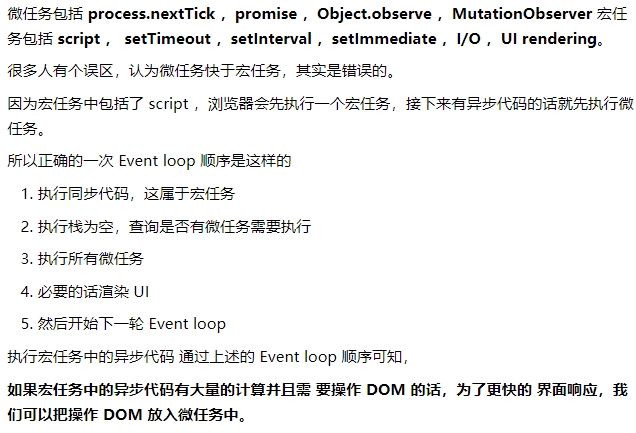 微任务包括 process.nextTick ，promise ，Object.observe ，MutationObserver 宏任
务包括 script ， setTimeout ，setInterval ，setImmediate ，I/O ，UI rendering。
很多人有个误区，认为微任务快于宏任务，其实是错误的。
因为宏任务中包括了 script ，浏览器会先执行一个宏任务，接下来有异步代码的话就先执行微
任务。
所以正确的一次 Event loop 顺序是这样的
1. 执行同步代码，这属于宏任务
2. 执行栈为空，查询是否有微任务需要执行
3. 执行所有微任务
4. 必要的话渲染 UI
5. 然后开始下一轮 Event loop
执行宏任务中的异步代码 通过上述的 Event loop 顺序可知，
如果宏任务中的异步代码有大量的计算并且需 要操作 DOM 的话，为了更快的 界面响应，我
们可以把操作 DOM 放入微任务中。